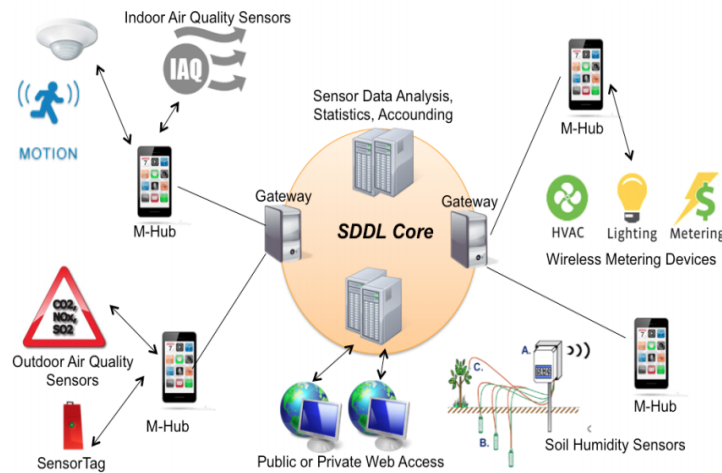 Indoor Air Quality Sensors
IAQ
MOTION
M-Hub
Sensor Data Analysis,
Statistics, Accounding
M-Hub
Gateway
Gateway
SDDL Core
HVAC
Lighting
Metering
Wireless Metering Devices
CO2,
NOx,
SO2
Outdoor Air Quality
Sensors
M-Hub
SensorTag
Public or Private Web Access
A.
C.
B.
Soil Humidity Sensors
M-Hub